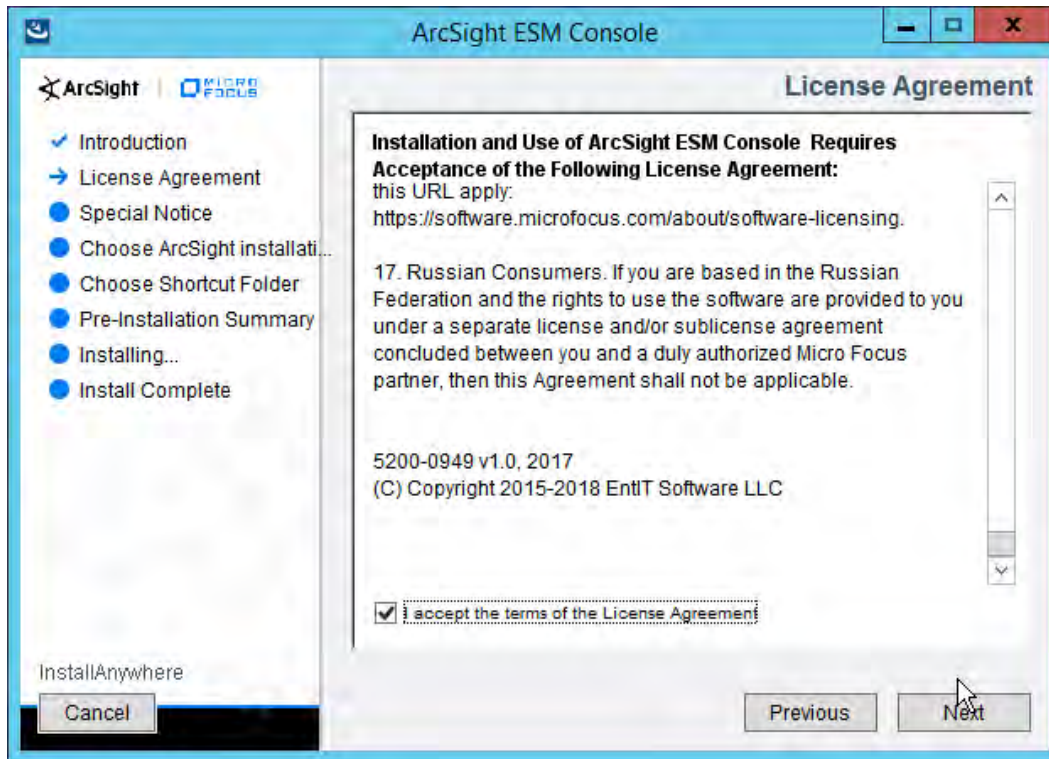 ArcSight ESM Console
X
ArcSight | MICRO FOCUS
License Agreement
Introduction
License Agreement
Special Notice
Choose ArcSight installati...
Choose Shortcut Folder
Pre-Installation Summary
Installing...
Install Complete
Installation and Use of ArcSight ESM Console Requires
Acceptance of the Following License Agreement:
this URL apply:
https://software.microfocus.com/about/software-licensing.
17. Russian Consumers. If you are based in the Russian
Federation and the rights to use the software are provided to you
under a separate license and/or sublicense agreement
concluded between you and a duly authorized Micro Focus
partner, then this Agreement shall not be applicable.
5200-0949 v1.0, 2017
(C) Copyright 2015-2018 EntIT Software LLC
I accept the terms of the License Agreement
InstallAnywhere
Cancel
Previous
Next